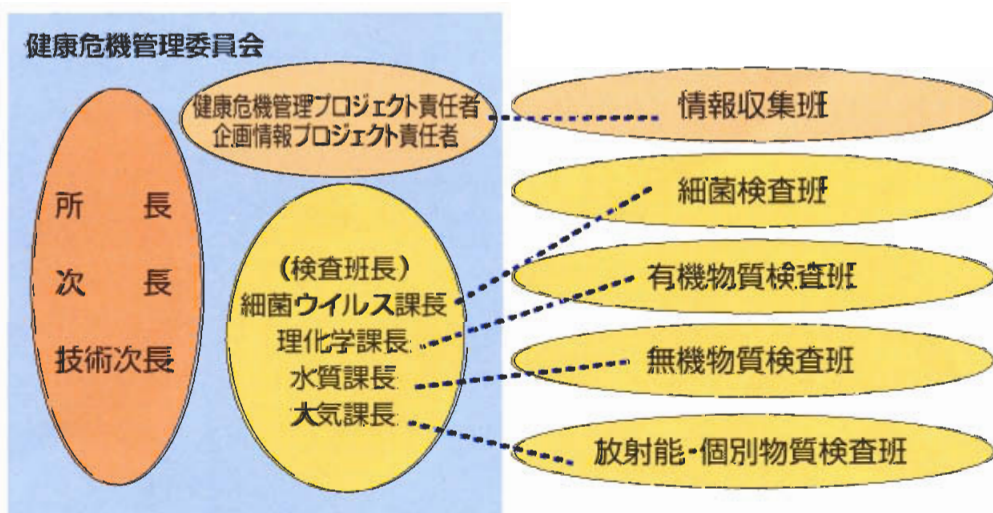 健康危機管理委員会
健康危機管理プロジェクト責任者
企画情報プロジェクト責任者
所　　長
次　　長
技術次長
(検査班長)
細菌ウイルス課長
理化学課長
水質課長
大気課長
情報収集班
細菌検査班
有機物質検査班
無機物質検査班
放射能・個別物質検査班